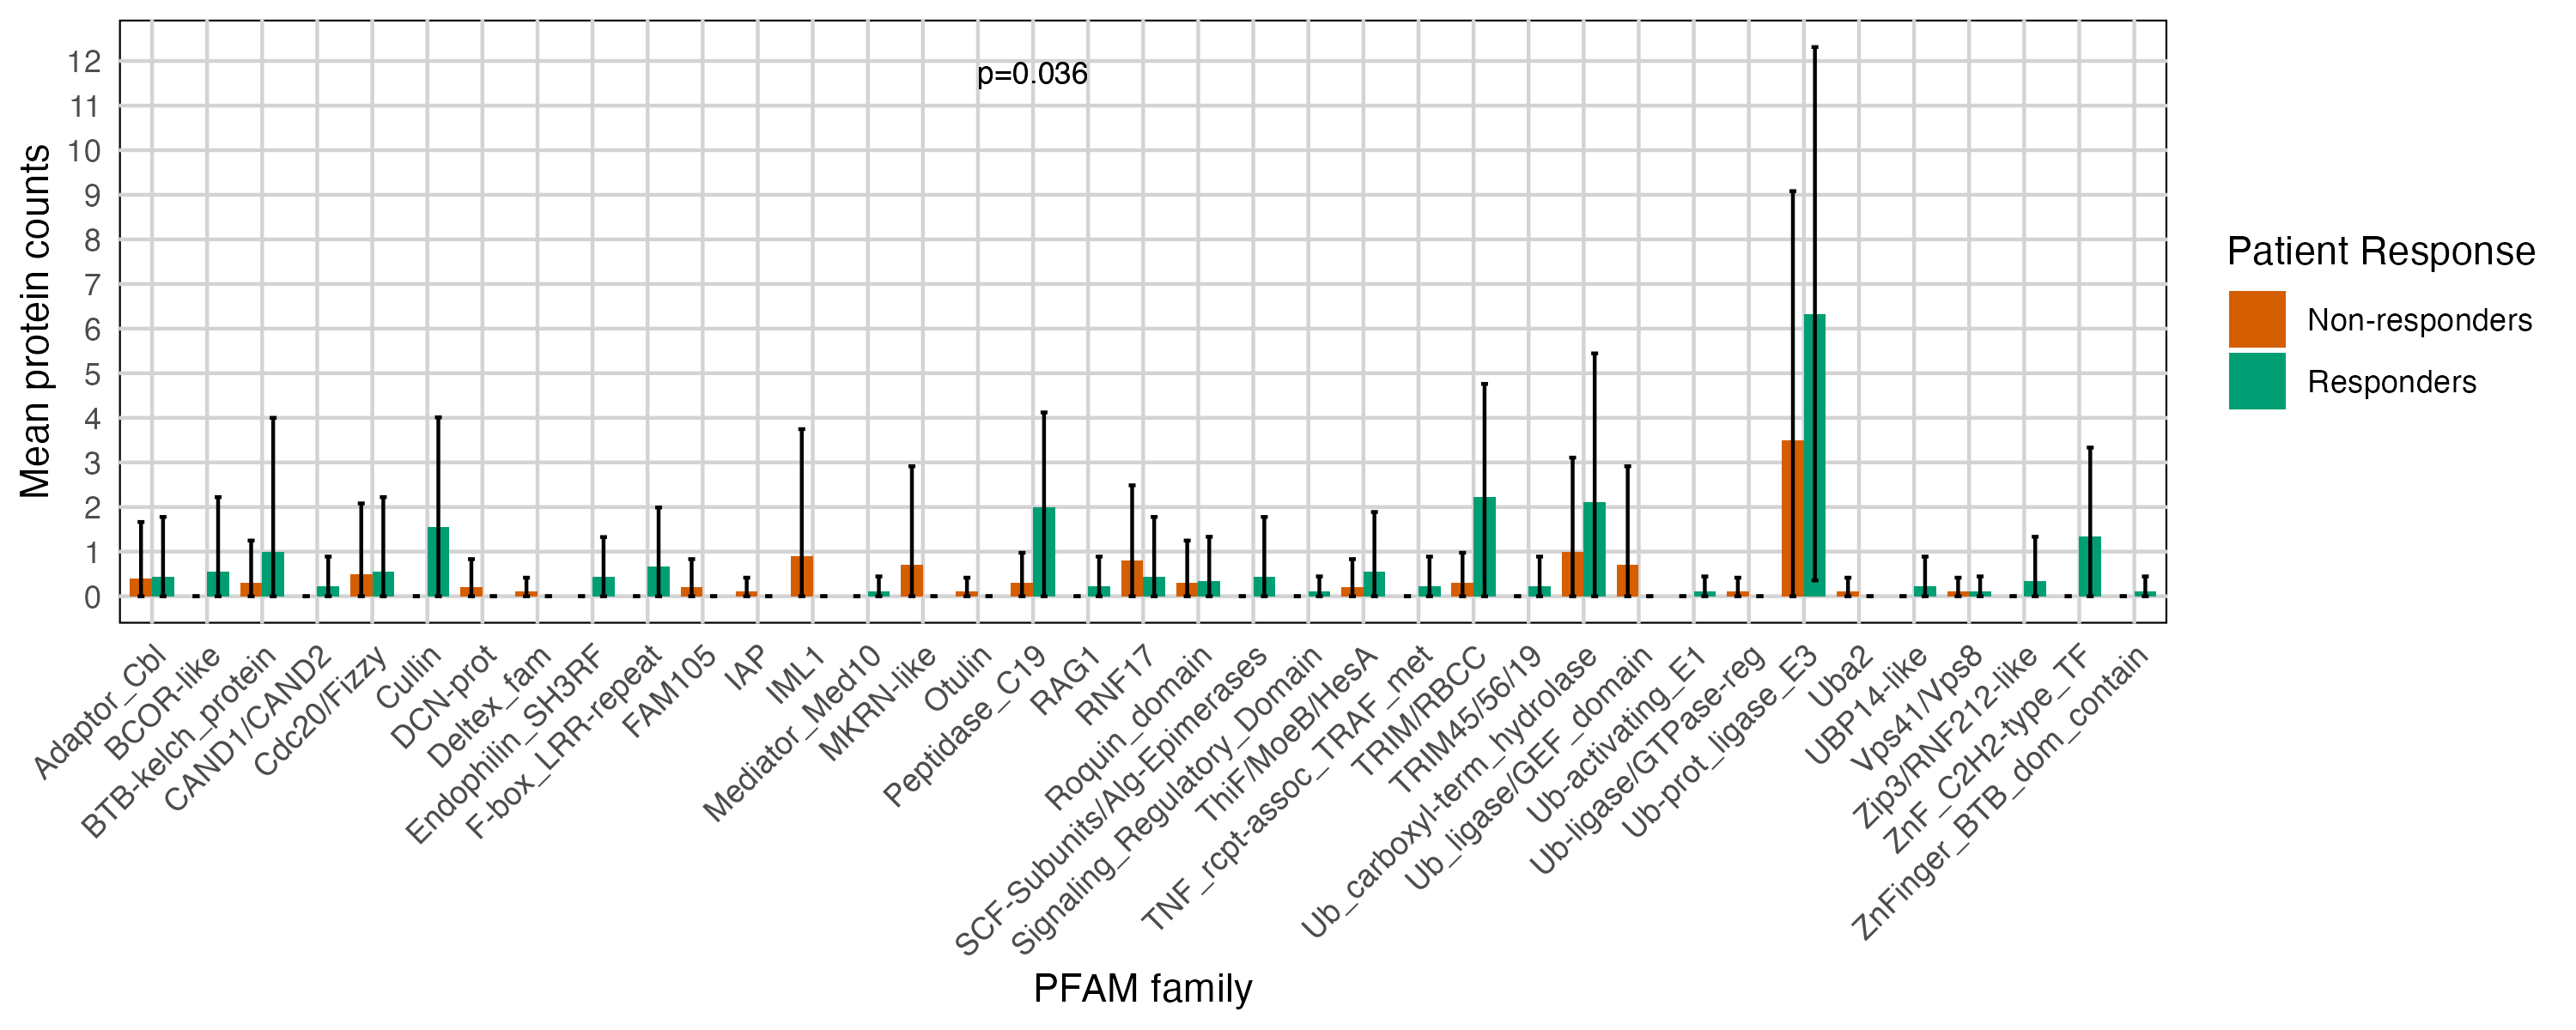 12
11
10
9
8
7
6
5
4
3
2
1
0
Mean protein counts
p=0.036
Patient Response
Non-responders
Responders
Adaptor_Cbl
BCOR-like
BTB-kelch_protein
CAND1/CAND2
Cdc20/Fizzy
Cullin
DCN-prot
Deltex_fam
Endophilin_SH3RF
F-box_LRR-repeat
FAM105
IAP
IML1
Mediator_Med10
MKRN-like
Otulin
Peptidase_C19
RAG1
RNF17
Roquin_domain
SCF-Subunits/Alg-Epimerases
Signaling_Regulatory_Domain
ThiF/MoeB/HesA
TNF_rcpt-assoc_TRAF_met
TRIM/RBCC
TRIM45/56/19
Ub_carboxyl-term_hydrolase
Ub_ligase/GEF_domain
Ub-activating_E1
Ub-ligase/GTPase-reg
Ub-prot_ligase_E3
Uba2
UBP14-like
Vps41/Vps8
Zip3/RNF212-like
ZnF_C2H2-type_TF
ZnFinger_BTB_dom_contain
PFAM family